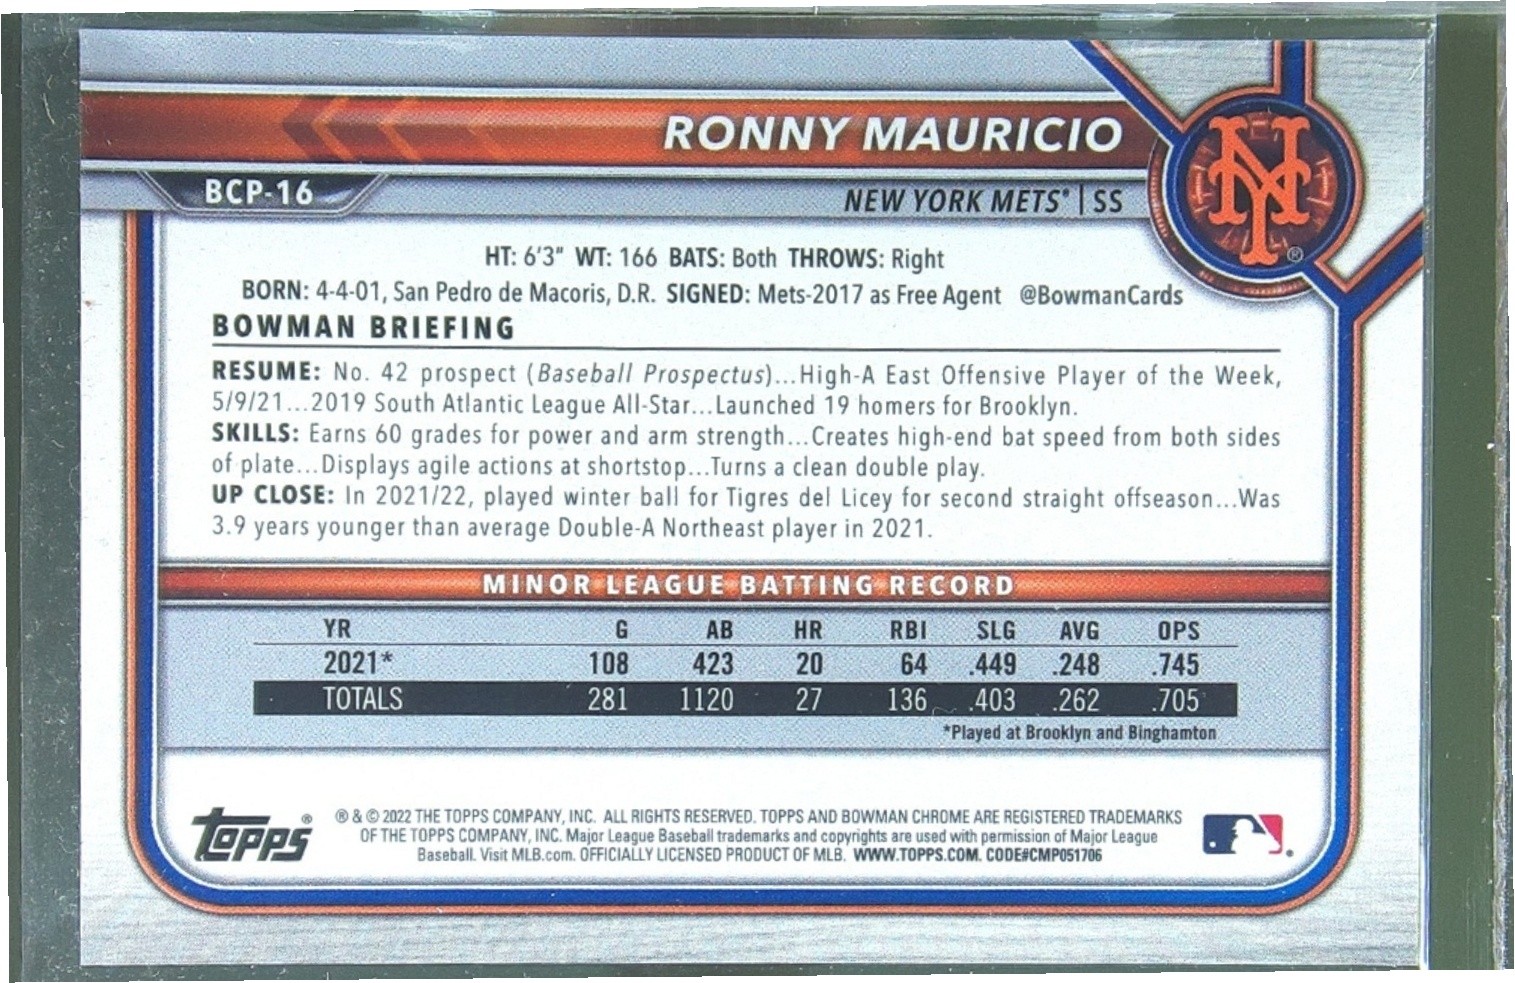 RONNY MAURICIO
BCP-16
NEW YORK METS® | SS
NY ®
HT: 6'3" WT: 166 BATS: Both THROWS: Right
BORN: 4-4-01, San Pedro de Macoris, D.R. SIGNED: Mets-2017 as Free Agent @BowmanCards
BOWMAN BRIEFING
RESUME: No. 42 prospect (Baseball Prospectus)...High-A East Offensive Player of the Week,
5/9/21...2019 South Atlantic League All-Star...Launched 19 homers for Brooklyn.
SKILLS: Earns 60 grades for power and arm strength...Creates high-end bat speed from both sides
of plate...Displays agile actions at shortstop...Turns a clean double play.
UP CLOSE: In 2021/22, played winter ball for Tigres del Licey for second straight offseason...Was
3.9 years younger than average Double-A Northeast player in 2021.
MINOR LEAGUE BATTING RECORD
YR G AB HR RBI SLG AVG OPS
2021* 108 423 20 64 .449 .248 .745
TOTALS 281 1120 27 136 .403 .262 .705
*Played at Brooklyn and Binghamton
Topps®
® & © 2022 THE TOPPS COMPANY, INC. ALL RIGHTS RESERVED. TOPPS AND BOWMAN CHROME ARE REGISTERED TRADEMARKS
OF THE TOPPS COMPANY, INC. Major League Baseball trademarks and copyrights are used with permission of Major League
Baseball. Visit MLB.com. OFFICIALLY LICENSED PRODUCT OF MLB. WWW.TOPPS.COM. CODE#CMP051706